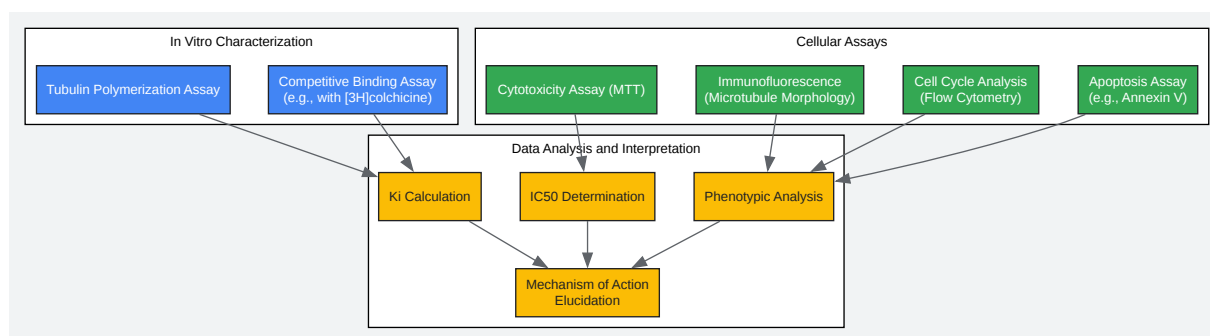 In Vitro Characterization
Tubulin Polymerization Assay
Competitive Binding Assay
(e.g., with [3H]colchicine)
Cellular Assays
Cytotoxicity Assay (MTT)
Immunofluorescence
(Microtubule Morphology)
Cell Cycle Analysis
(Flow Cytometry)
Apoptosis Assay
(e.g., Annexin V)
Data Analysis and Interpretation
Ki Calculation
IC50 Determination
Phenotypic Analysis
Mechanism of Action
Elucidation